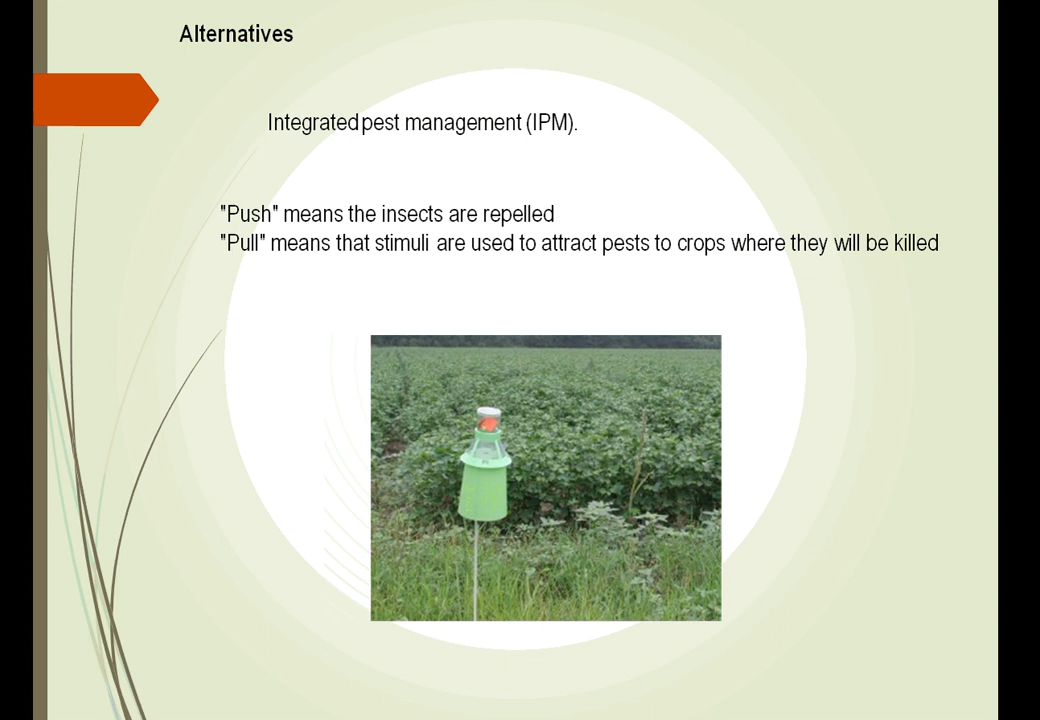 Alternatives
Integrated pest management (IPM).
"Push" means the insects are repelled
"Pull" means that stimuli are used to attract pests to crops where they will be killed